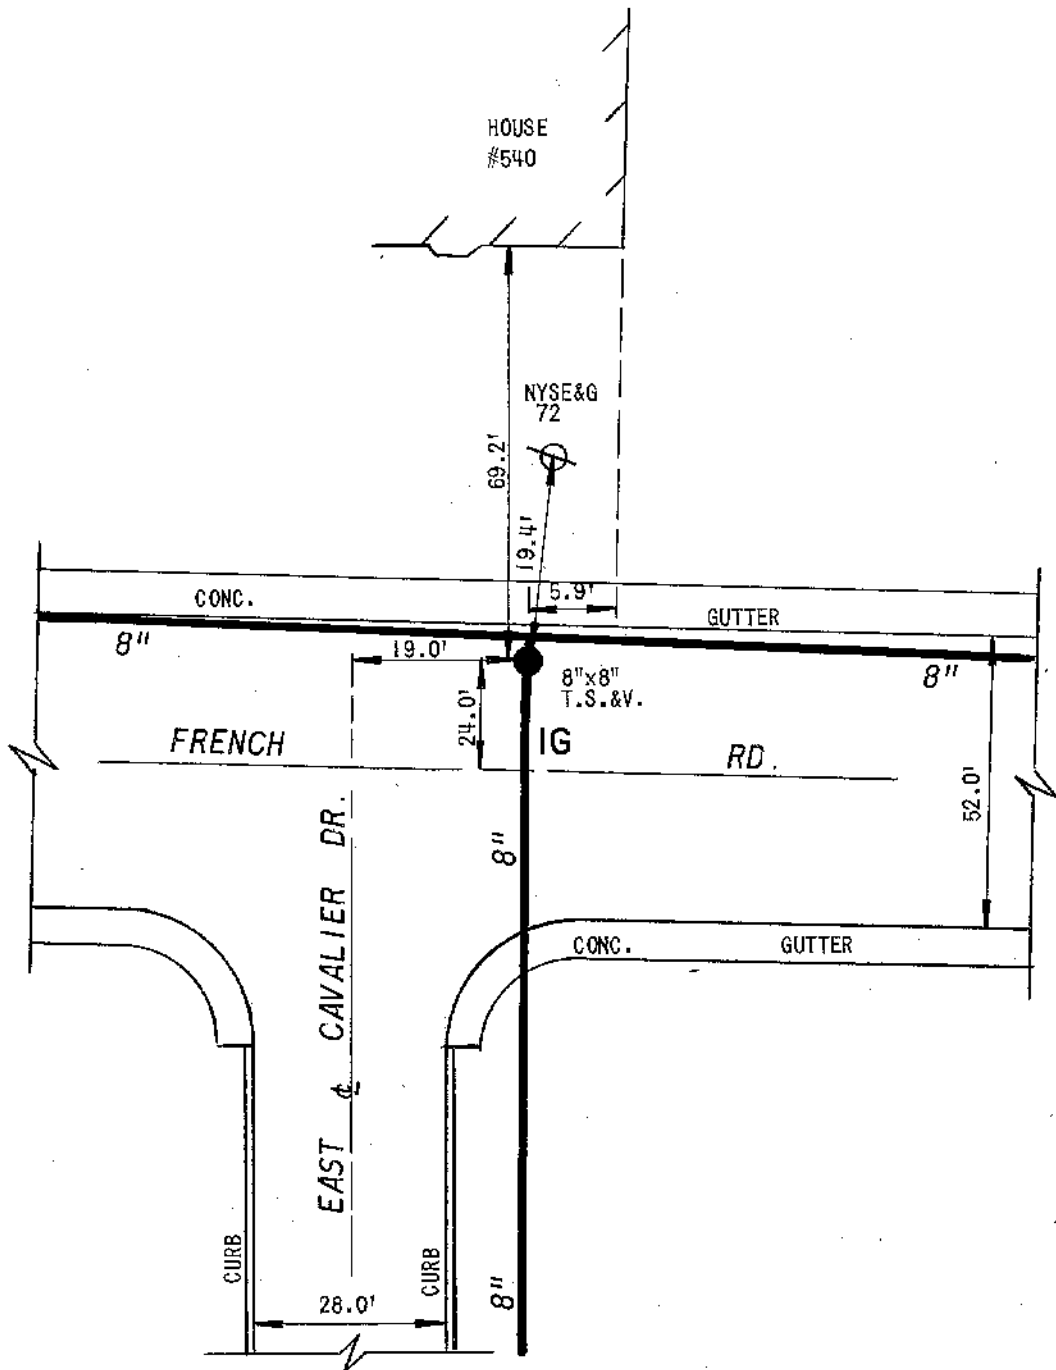 HOUSE
#540
NYSE&G
72
69.2'
19.4'
5.9'
CONC.
GUTTER
8"
19.0'
8"x8"
T.S.&V.
8"
24.0'
IG
FRENCH
RD.
52.0'
8"
EAST ℄ CAVALIER DR.
CONC.
GUTTER
CURB
CURB
8"
28.0'